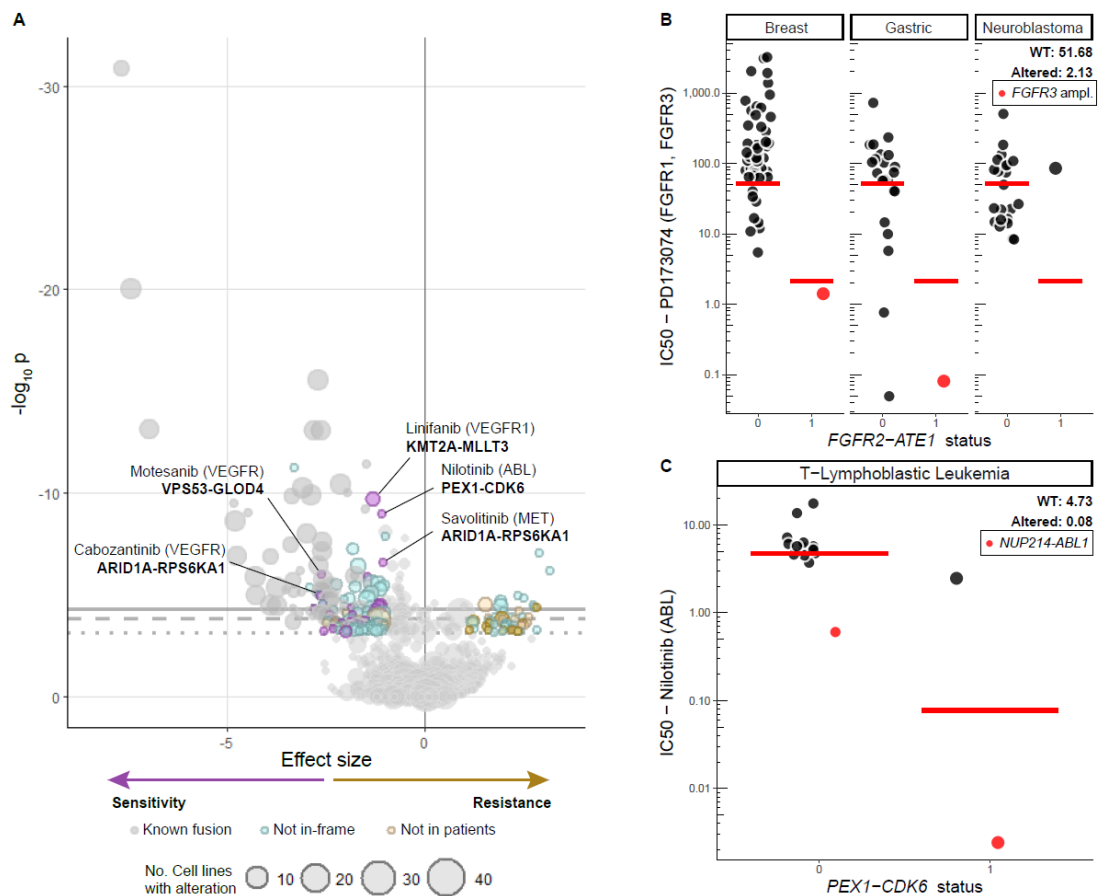 A
-log10 p
-30
-20
-10
0
Linifanib (VEGFR1)
KMT2A-MLLT3
Motesanib (VEGFR)
VPS53-GLOD4
Nilotinib (ABL)
PEX1-CDK6
Savolitinib (MET)
ARID1A-RPS6KA1
Cabozantinib (VEGFR)
ARID1A-RPS6KA1
-5
0
Effect size
Sensitivity
Resistance
Known fusion
Not in-frame
Not in patients
No. Cell lines
with alteration
10
20
30
40
B
Breast
Gastric
Neuroblastoma
WT: 51.68
Altered: 2.13
FGFR3 ampl.
IC50 − PD173074 (FGFR1, FGFR3)
1,000.0
100.0
10.0
1.0
0.1
0
1
0
1
0
1
FGFR2−ATE1 status
C
T−Lymphoblastic Leukemia
WT: 4.73
Altered: 0.08
NUP214-ABL1
IC50 − Nilotinib (ABL)
10.00
1.00
0.10
0.01
0
1
PEX1−CDK6 status